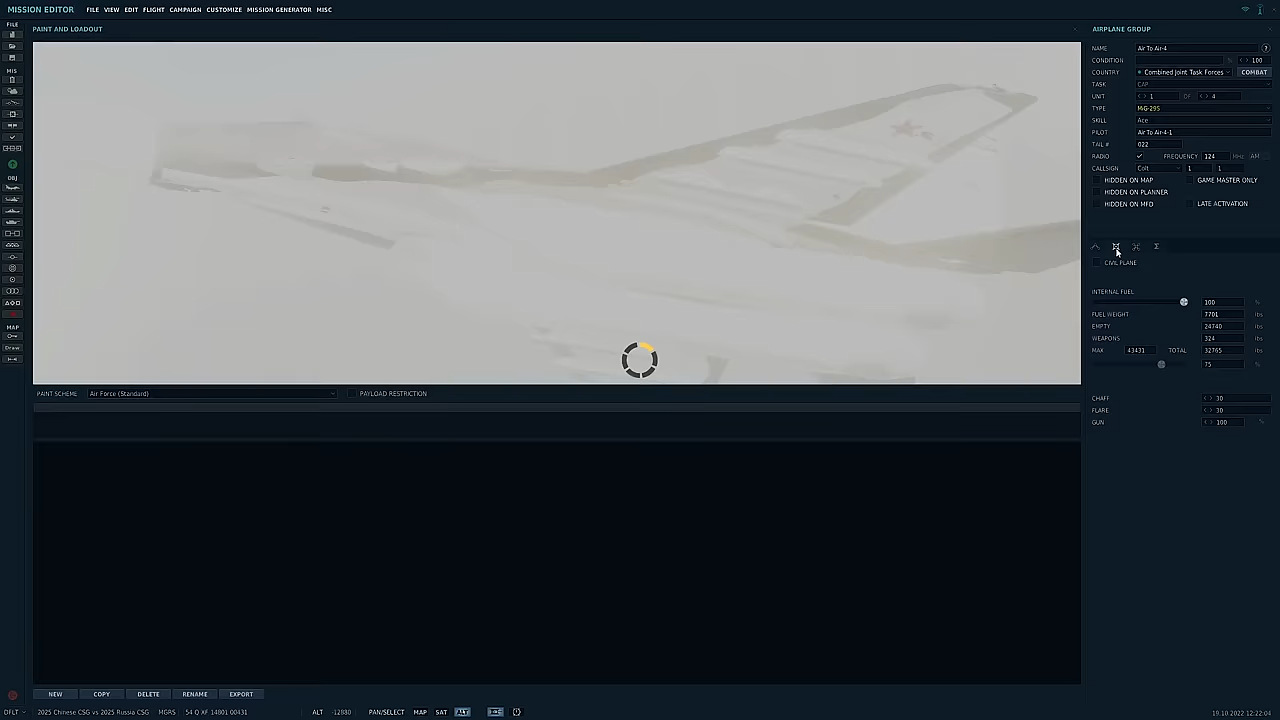 MISSION EDITOR FILE VIEW EDIT FLIGHT CAMPAIGN CUSTOMIZE MISSION GENERATOR MISC
FILE
MIS
OBJ
MAP
Draw
PAINT AND LOADOUT
PAINT SCHEME Air Force (Standard) PAYLOAD RESTRICTION
NEW COPY DELETE RENAME EXPORT
AIRPLANE GROUP
NAME Air To Air-4 ?
CONDITION % 100
COUNTRY Combined Joint Task Forces COMBAT
TASK CAP
UNIT < > 1 OF < > 4
TYPE MiG-29S
SKILL Ace
PILOT Air To Air-4-1
TAIL # 022
RADIO FREQUENCY 124 MHz AM
CALLSIGN Colt 1 1
HIDDEN ON MAP GAME MASTER ONLY
HIDDEN ON PLANNER
HIDDEN ON MFD LATE ACTIVATION
Σ
CIVIL PLANE
INTERNAL FUEL
100 %
FUEL WEIGHT 7701 lbs
EMPTY 24740 lbs
WEAPONS 324 lbs
MAX 43431 TOTAL 32765 lbs
75 %
CHAFF < > 30
FLARE < > 30
GUN < > 100 %
DFLT 2025 Chinese CSG vs 2025 Russia CSG MGRS 54 Q XF 14801 00431 ALT -12880 PAN/SELECT MAP SAT ALT 19.10.2022 12:22:04